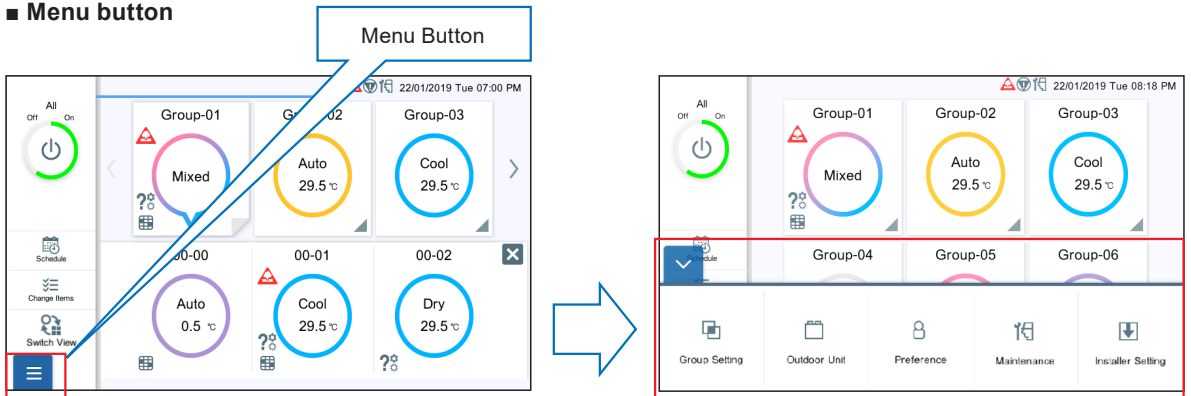 ■ Menu button
Menu Button
22/01/2019 Tue 07:00 PM
All
Off On
Group-01
Mixed
Group-02
Auto
29.5 ℃
Group-03
Cool
29.5 ℃
Schedule
Change Items
Switch View
00-00
Auto
0.5 ℃
00-01
Cool
29.5 ℃
00-02
Dry
29.5 ℃
22/01/2019 Tue 08:18 PM
All
Off On
Group-01
Mixed
Group-02
Auto
29.5 ℃
Group-03
Cool
29.5 ℃
Schedule
Group-04
Group-05
Group-06
Group Setting
Outdoor Unit
Preference
Maintenance
Installer Setting